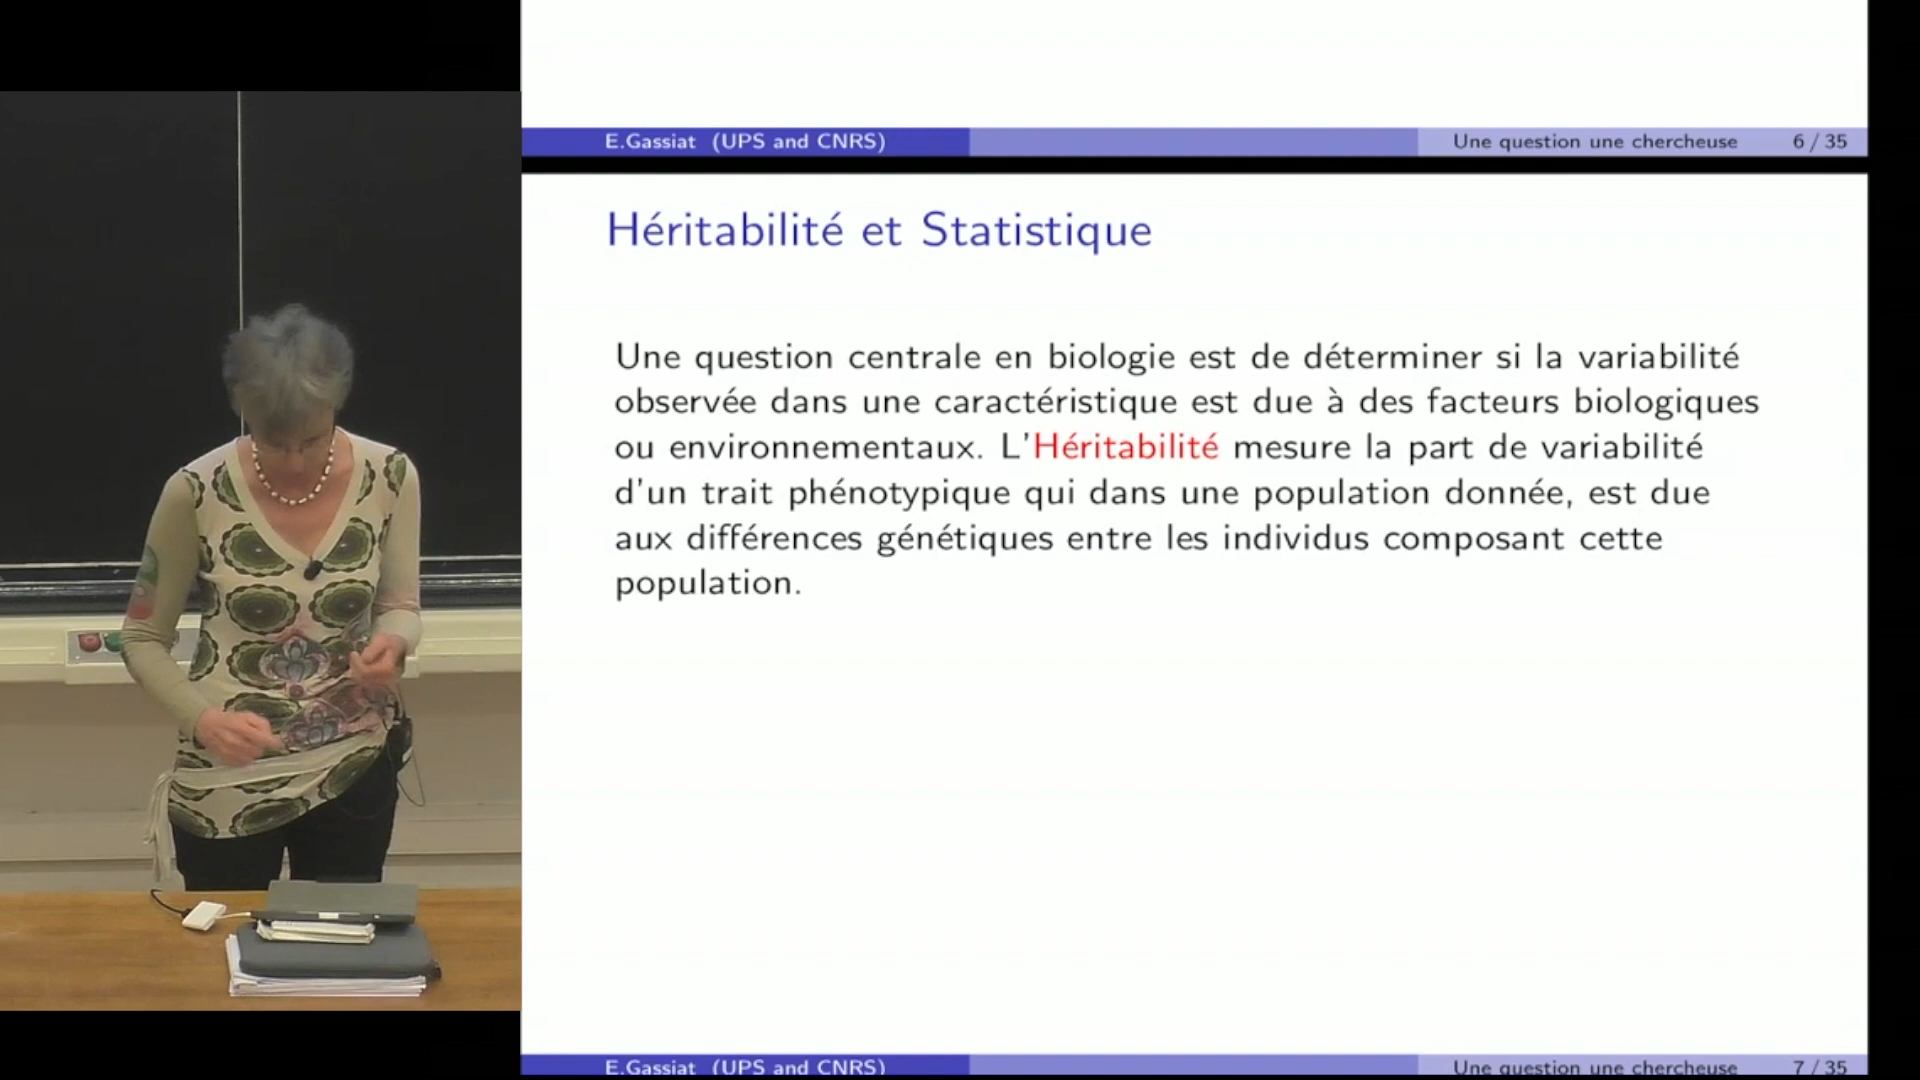 E.Gassiat (UPS and CNRS) Une question une chercheuse 6 / 35
Héritabilité et Statistique
Une question centrale en biologie est de déterminer si la variabilité
observée dans une caractéristique est due à des facteurs biologiques
ou environnementaux. L'Héritabilité mesure la part de variabilité
d'un trait phénotypique qui dans une population donnée, est due
aux différences génétiques entre les individus composant cette
population.
E.Gassiat (UPS and CNRS) Une question une chercheuse 7 / 35